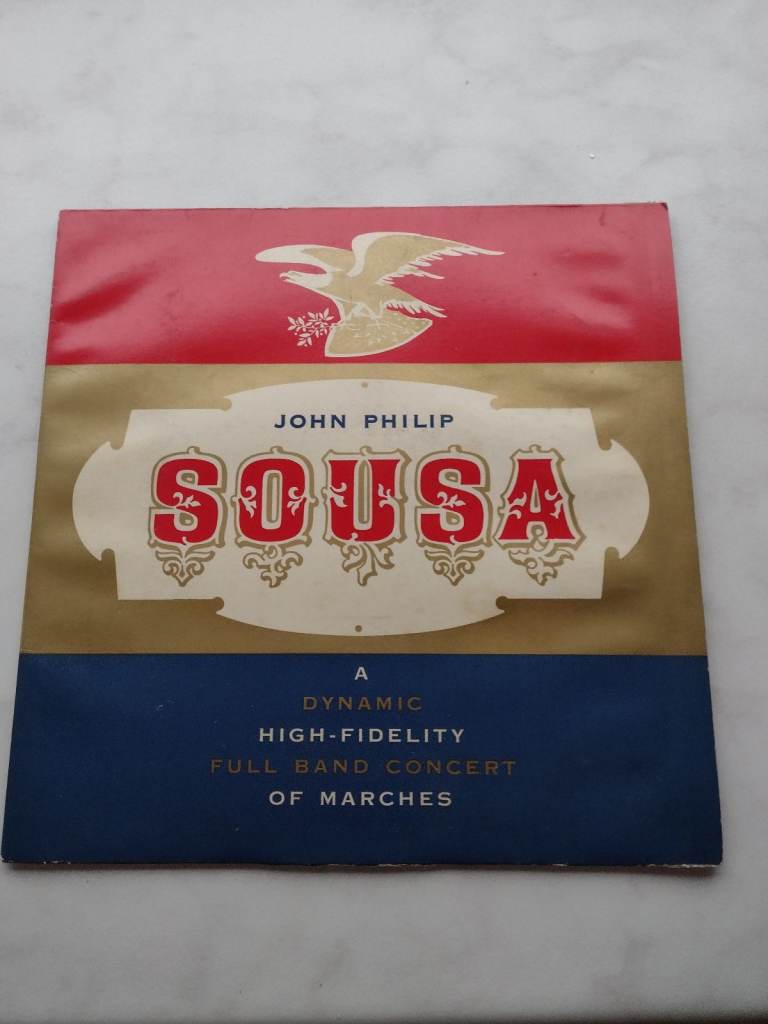 JOHN PHILIP
SOUSA
A
DYNAMIC
HIGH-FIDELITY
FULL BAND CONCERT
OF MARCHES